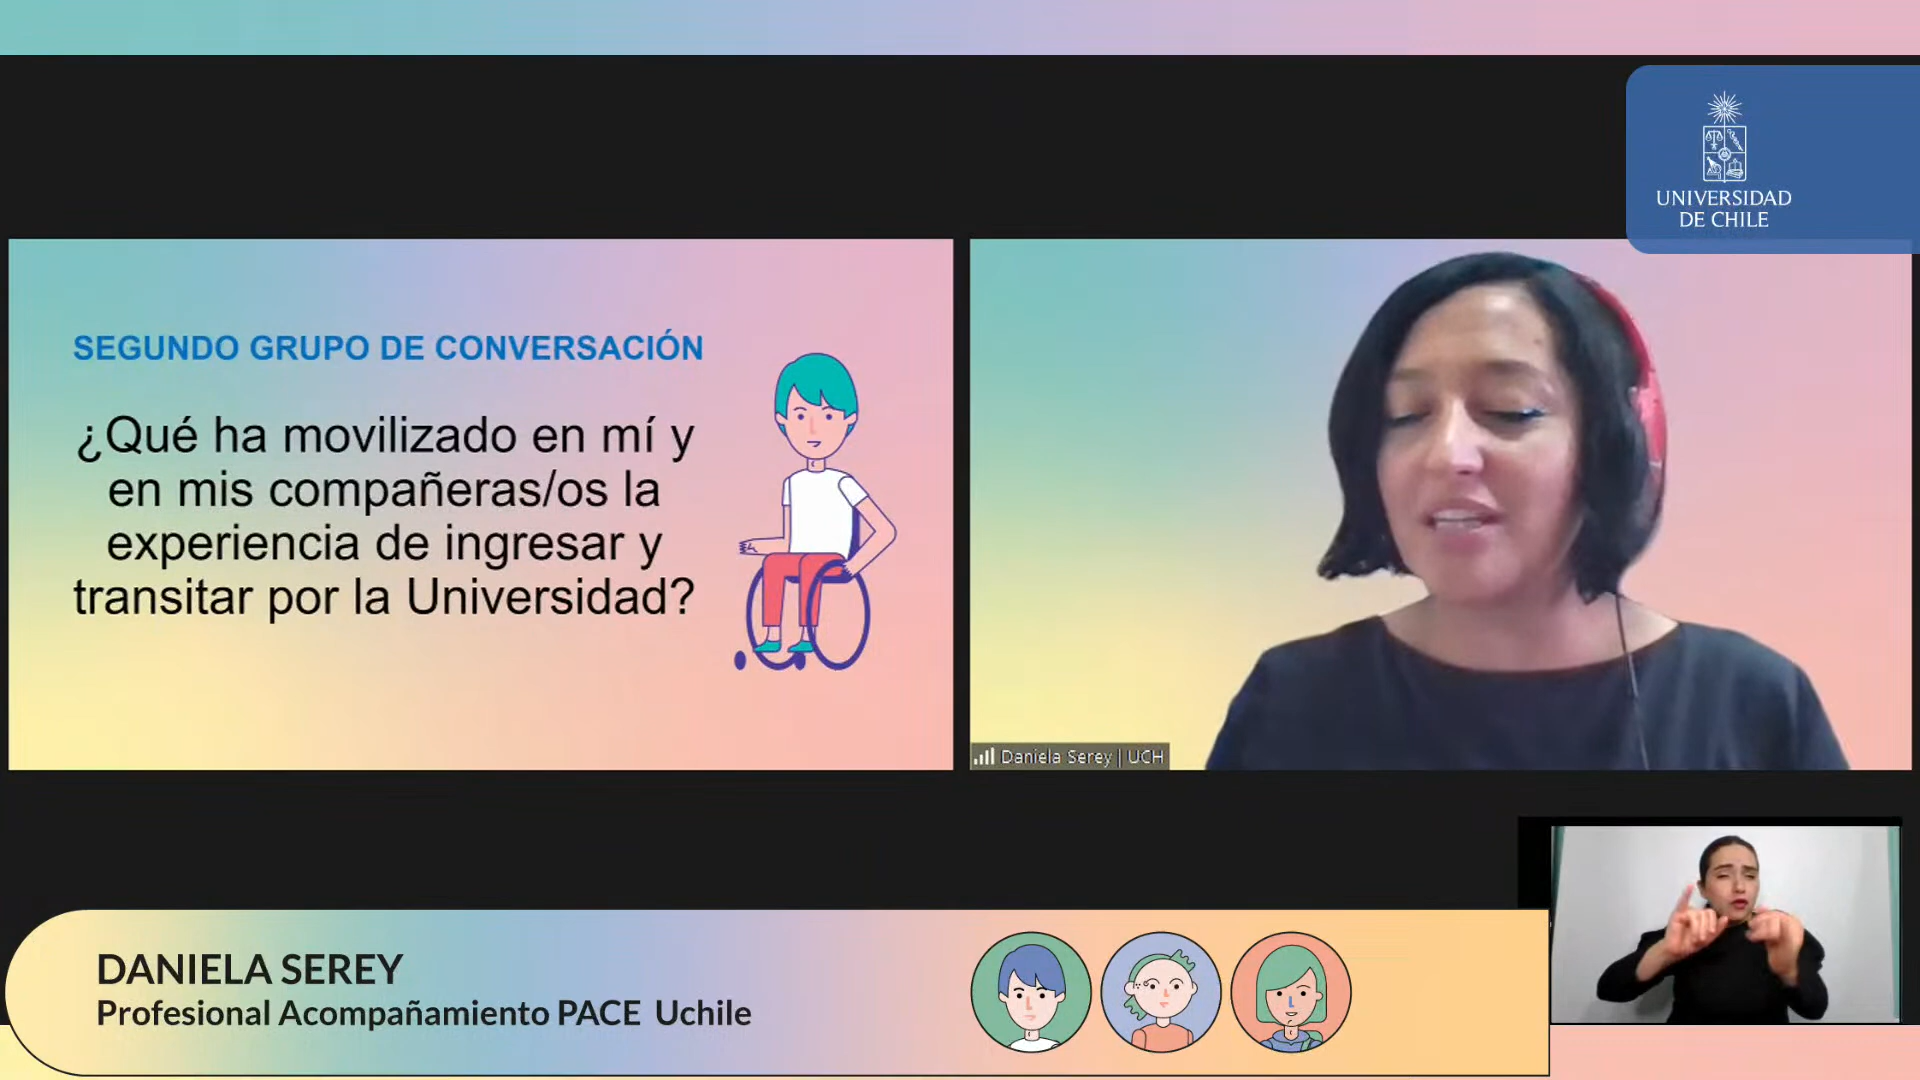 UNIVERSIDAD
DE CHILE
SEGUNDO GRUPO DE CONVERSACIÓN
¿Qué ha movilizado en mí y
en mis compañeras/os la
experiencia de ingresar y
transitar por la Universidad?
Daniela Serey | UCH
DANIELA SEREY
Profesional Acompañamiento PACE Uchile